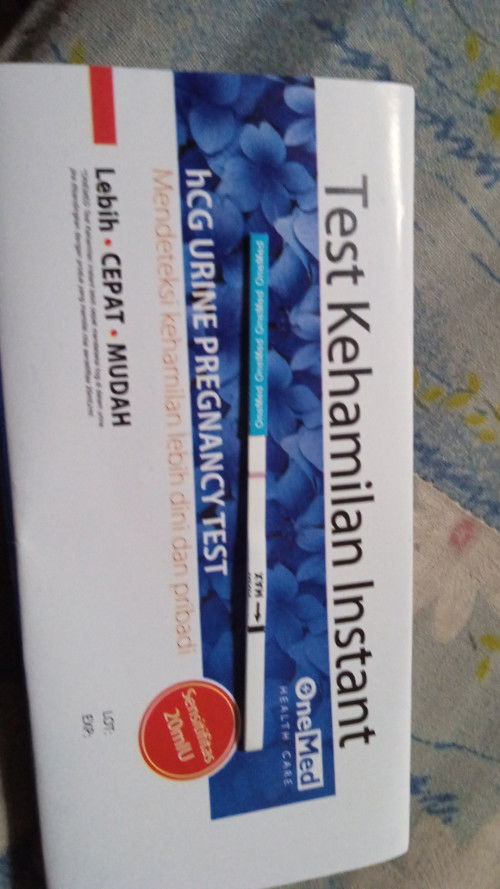 Test Kehamilan Instant
OneMed
HEALTH CARE
OneMed OneMed OneMed OneMed OneMed
MAX
hCG URINE PREGNANCY TEST
Mendeteksi kehamilan lebih dini dan pribadi
Sensitifitas
20mIU
Lebih • CEPAT • MUDAH
LOT:
EXP: